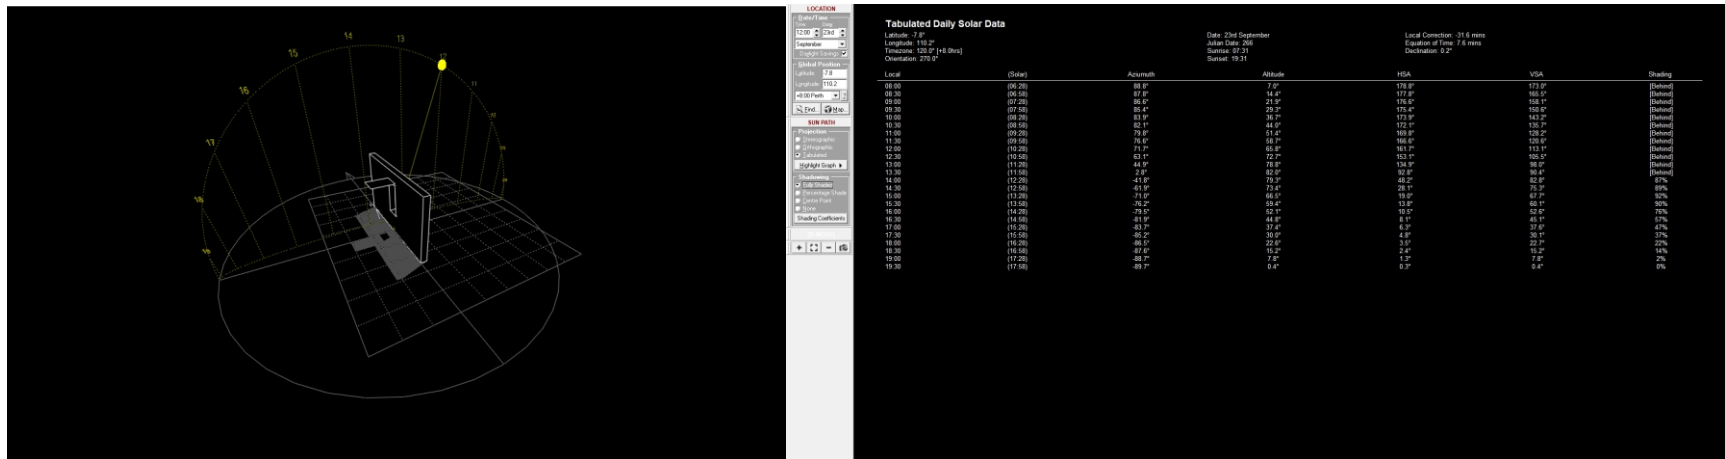 14
13
12
15
11
16
17
18
19
LOCATION
Date/Time
Time Day
12:00 23rd
September
Daylight Savings
Global Position
Latitude -7.8
Longitude 110.2
+8:00 Perth
Find... Map...
SUN PATH
Projection
Stereographic
Orthographic
Tabulated
Highlight Graph
Shadowing
Fully Shaded
Percentage Shade
Centre Point
None
Shading Coefficients
Tabulated Daily Solar Data
Latitude: -7.8° Date: 23rd September Local Correction: -31.6 mins
Longitude: 110.2° Julian Date: 266 Equation of Time: 7.6 mins
Timezone: 120.0° [+8.0hrs] Sunrise: 07:31 Declination: 0.2°
Orientation: 270.0° Sunset: 19:31
Local (Solar) Aziumuth Altitude HSA VSA Shading
08:00 (06:28) 88.8° 7.0° 178.8° 173.0° [Behind]
08:30 (06:58) 87.8° 14.4° 177.8° 165.5° [Behind]
09:00 (07:28) 86.6° 21.9° 176.6° 158.1° [Behind]
09:30 (07:58) 85.4° 29.3° 175.4° 150.6° [Behind]
10:00 (08:28) 83.9° 36.7° 173.9° 143.2° [Behind]
10:30 (08:58) 82.1° 44.0° 172.1° 135.7° [Behind]
11:00 (09:28) 79.8° 51.4° 169.8° 128.2° [Behind]
11:30 (09:58) 76.6° 58.7° 166.6° 120.6° [Behind]
12:00 (10:28) 71.7° 65.8° 161.7° 113.1° [Behind]
12:30 (10:58) 63.1° 72.7° 153.1° 105.5° [Behind]
13:00 (11:28) 44.9° 78.8° 134.9° 98.0° [Behind]
13:30 (11:58) 2.8° 82.0° 92.8° 90.4° [Behind]
14:00 (12:28) -41.8° 79.3° 48.2° 82.8° 87%
14:30 (12:58) -61.9° 73.4° 28.1° 75.3° 89%
15:00 (13:28) -71.0° 66.5° 19.0° 67.7° 92%
15:30 (13:58) -76.2° 59.4° 13.8° 60.1° 90%
16:00 (14:28) -79.5° 52.1° 10.5° 52.6° 76%
16:30 (14:58) -81.9° 44.8° 8.1° 45.1° 57%
17:00 (15:28) -83.7° 37.4° 6.3° 37.6° 47%
17:30 (15:58) -85.2° 30.0° 4.8° 30.1° 37%
18:00 (16:28) -86.5° 22.6° 3.5° 22.7° 22%
18:30 (16:58) -87.6° 15.2° 2.4° 15.2° 14%
19:00 (17:28) -88.7° 7.8° 1.3° 7.8° 2%
19:30 (17:58) -89.7° 0.4° 0.3° 0.4° 0%